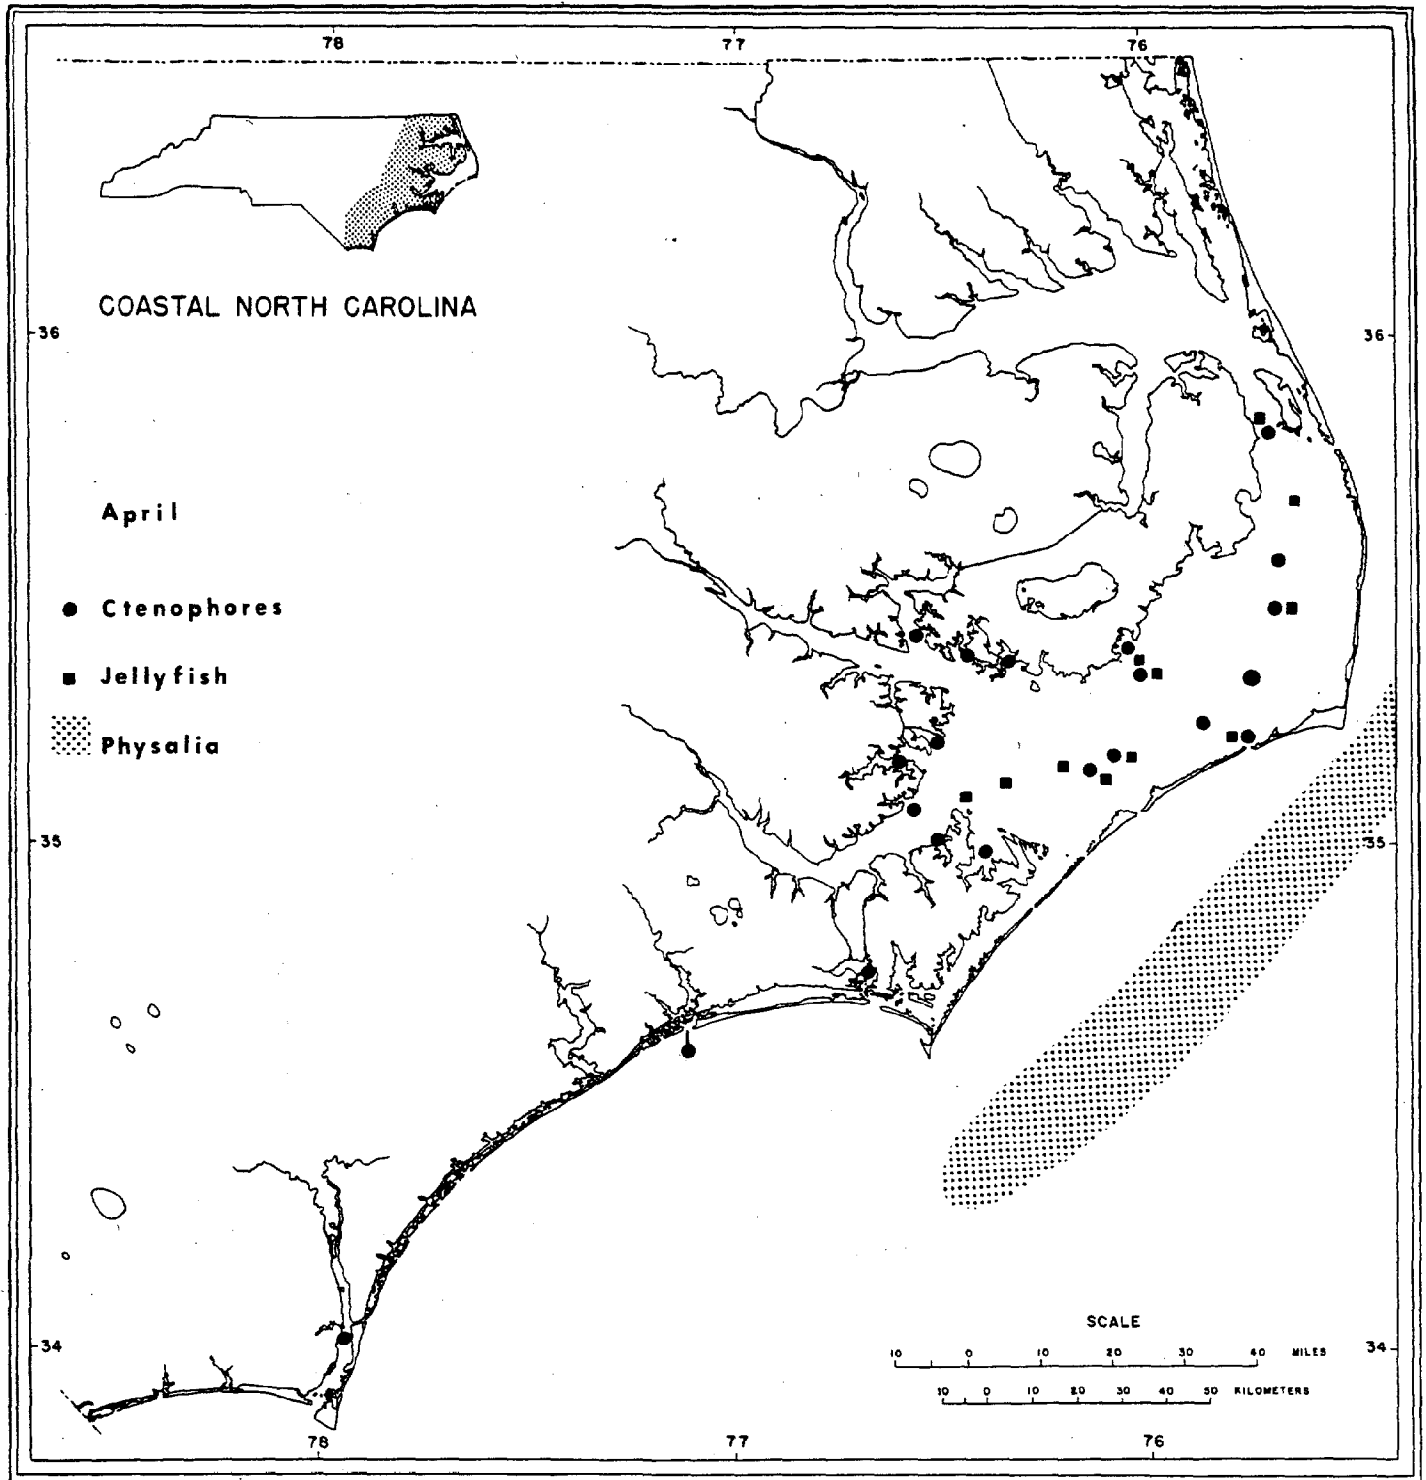 78 77 76
COASTAL NORTH CAROLINA
36 36
April
Ctenophores
Jellyfish
Physalia
35 35
SCALE
34 34
10 0 10 20 30 40 MILES
10 0 10 20 30 40 50 KILOMETERS
78 77 76